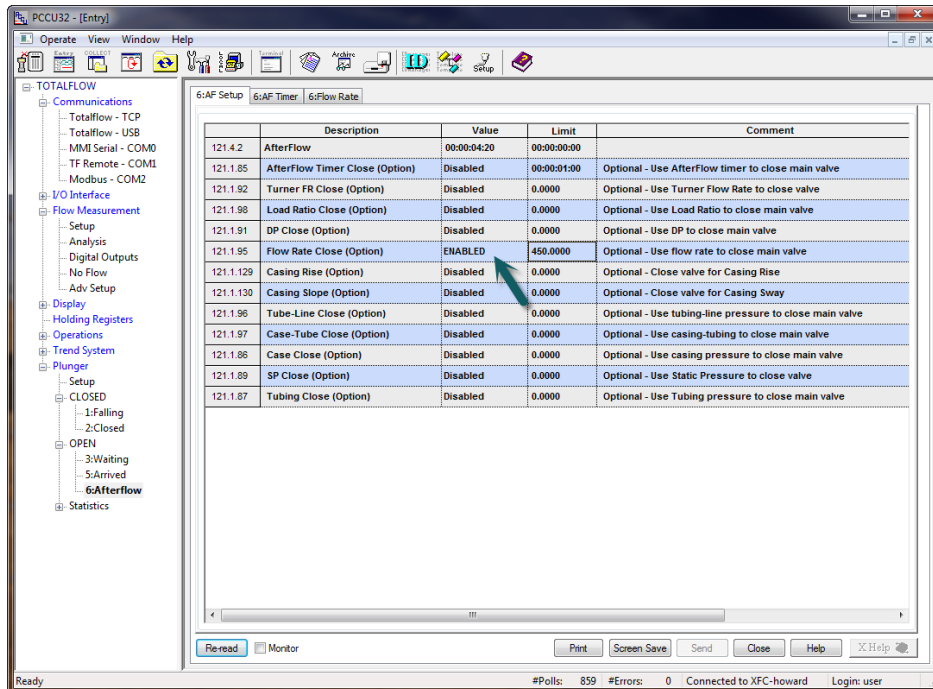 PCCU32 - [Entry]
Operate View Window Help
Entry COLLECT Terminal Archive ID Setup
TOTALFLOW
Communications
Totalflow - TCP
Totalflow - USB
MMI Serial - COM0
TF Remote - COM1
Modbus - COM2
I/O Interface
Flow Measurement
Setup
Analysis
Digital Outputs
No Flow
Adv Setup
Display
Holding Registers
Operations
Trend System
Plunger
Setup
CLOSED
1:Falling
2:Closed
OPEN
3:Waiting
5:Arrived
6:Afterflow
Statistics
6:AF Setup 6:AF Timer 6:Flow Rate
Description Value Limit Comment
121.4.2 AfterFlow 00:00:04:20 00:00:00:00
121.1.85 AfterFlow Timer Close (Option) Disabled 00:00:01:00 Optional - Use AfterFlow timer to close main valve
121.1.92 Turner FR Close (Option) Disabled 0.0000 Optional - Use Turner Flow Rate to close valve
121.1.98 Load Ratio Close (Option) Disabled 0.0000 Optional - Use Load Ratio to close main valve
121.1.91 DP Close (Option) Disabled 0.0000 Optional - Use DP to close main valve
121.1.95 Flow Rate Close (Option) ENABLED 450.0000 Optional - Use flow rate to close main valve
121.1.129 Casing Rise (Option) Disabled 0.0000 Optional - Close valve for Casing Rise
121.1.130 Casing Slope (Option) Disabled 0.0000 Optional - Close valve for Casing Sway
121.1.96 Tube-Line Close (Option) Disabled 0.0000 Optional - Use tubing-line pressure to close main valve
121.1.97 Case-Tube Close (Option) Disabled 0.0000 Optional - Use casing-tubing to close main valve
121.1.86 Case Close (Option) Disabled 0.0000 Optional - Use casing pressure to close main valve
121.1.89 SP Close (Option) Disabled 0.0000 Optional - Use Static Pressure to close valve
121.1.87 Tubing Close (Option) Disabled 0.0000 Optional - Use Tubing pressure to close main valve
Re-read Monitor Print Screen Save Send Close Help X Help
Ready #Polls: 859 #Errors: 0 Connected to XFC-howard Login: user